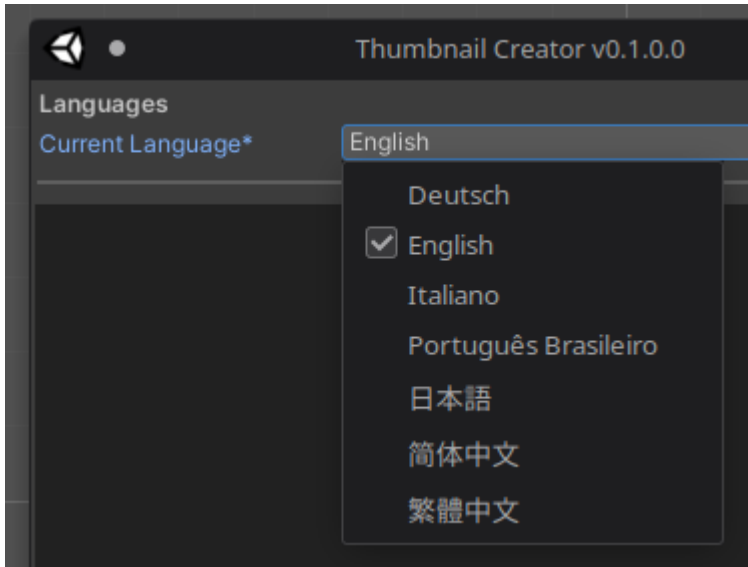 Thumbnail Creator v0.1.0.0
Languages
Current Language* English
Deutsch
English
Italiano
Português Brasileiro
日本語
简体中文
繁體中文